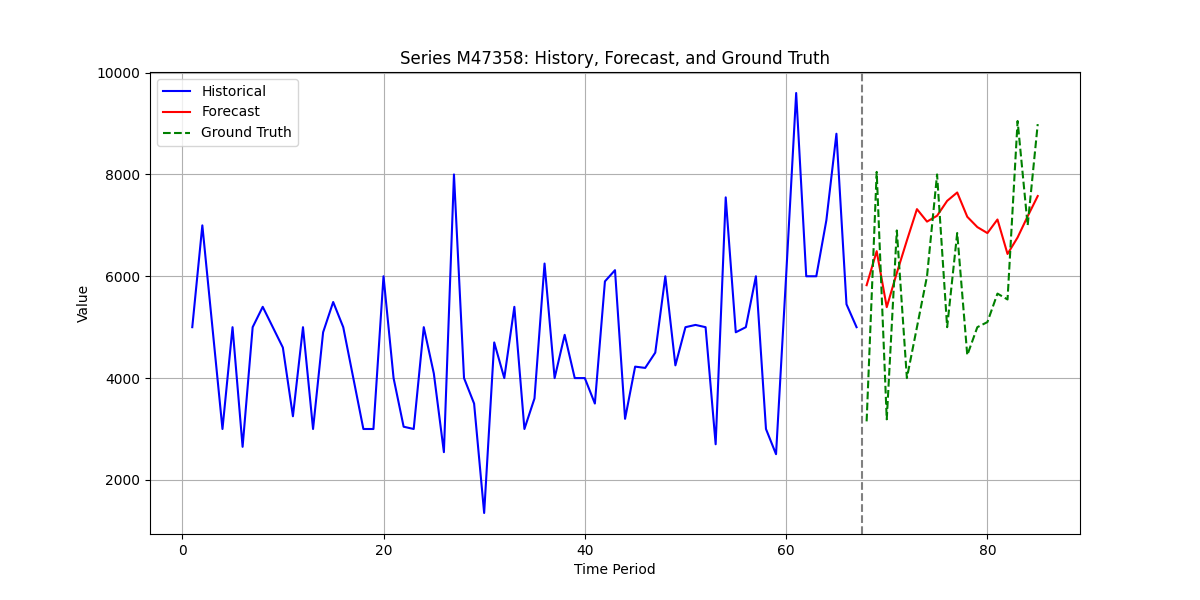 Series M47358: History, Forecast, and Ground Truth
10000
8000
6000
4000
2000
Value
Historical
Forecast
Ground Truth
0
20
40
60
80
Time Period